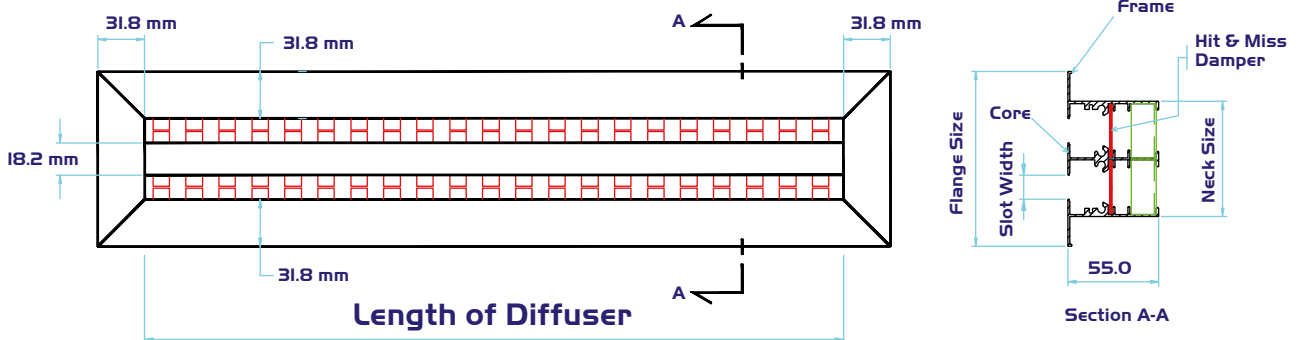 31.8 mm
A
31.8 mm
31.8 mm
18.2 mm
31.8 mm
A
Length of Diffuser
Frame
Hit & Miss
Damper
Core
Flange Size
Slot Width
Neck Size
55.0
Section A-A